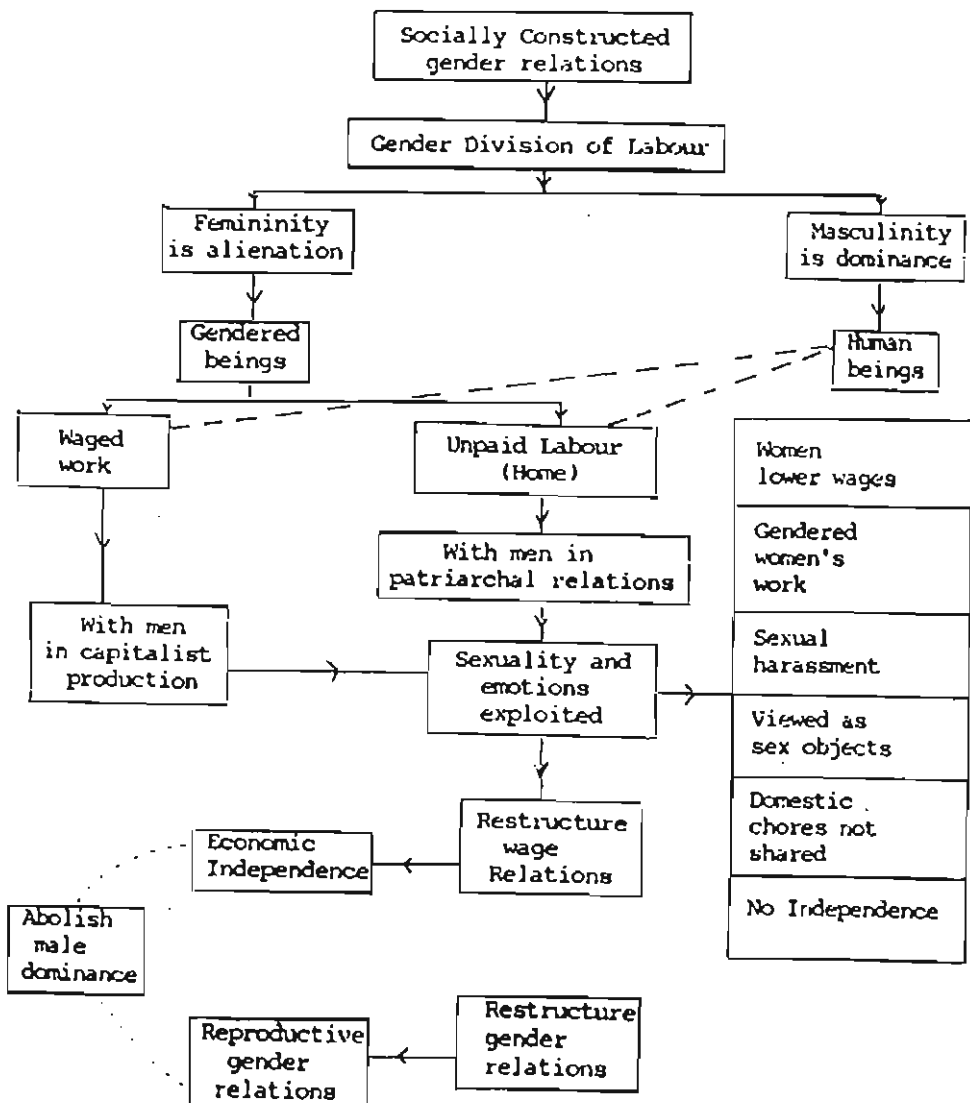 Socially Constructed
gender relations
Gender Division of Labour
Femininity
is alienation
Masculinity
is dominance
Gendered
beings
Human
beings
Waged
work
Unpaid Labour
(Home)
Women
lower wages
Gendered
women's
work
With men in
patriarchal relations
With men
in capitalist
production
Sexuality and
emotions
exploited
Sexual
harassment
Viewed as
sex objects
Domestic
chores not
shared
No Independence
Restructure
wage
Relations
Economic
Independence
Abolish
male
dominance
Reproductive
gender
relations
Restructure
gender
relations